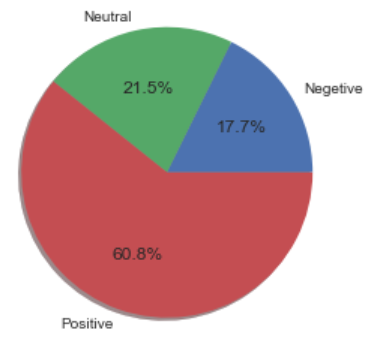 Neutral
Negetive
21.5%
17.7%
60.8%
Positive